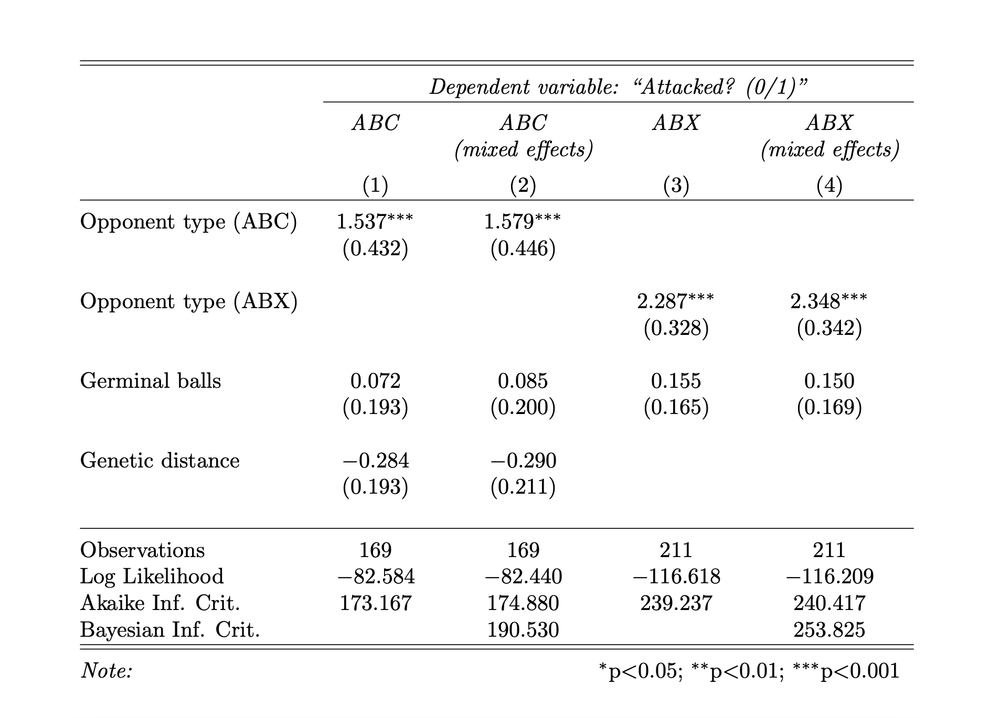 Dependent variable: “Attacked? (0/1)”
ABC ABC ABX ABX
(mixed effects) (mixed effects)
(1) (2) (3) (4)
Opponent type (ABC) 1.537*** 1.579***
(0.432) (0.446)
Opponent type (ABX) 2.287*** 2.348***
(0.328) (0.342)
Germinal balls 0.072 0.085 0.155 0.150
(0.193) (0.200) (0.165) (0.169)
Genetic distance −0.284 −0.290
(0.193) (0.211)
Observations 169 169 211 211
Log Likelihood −82.584 −82.440 −116.618 −116.209
Akaike Inf. Crit. 173.167 174.880 239.237 240.417
Bayesian Inf. Crit. 190.530 253.825
Note: *p<0.05; **p<0.01; ***p<0.001